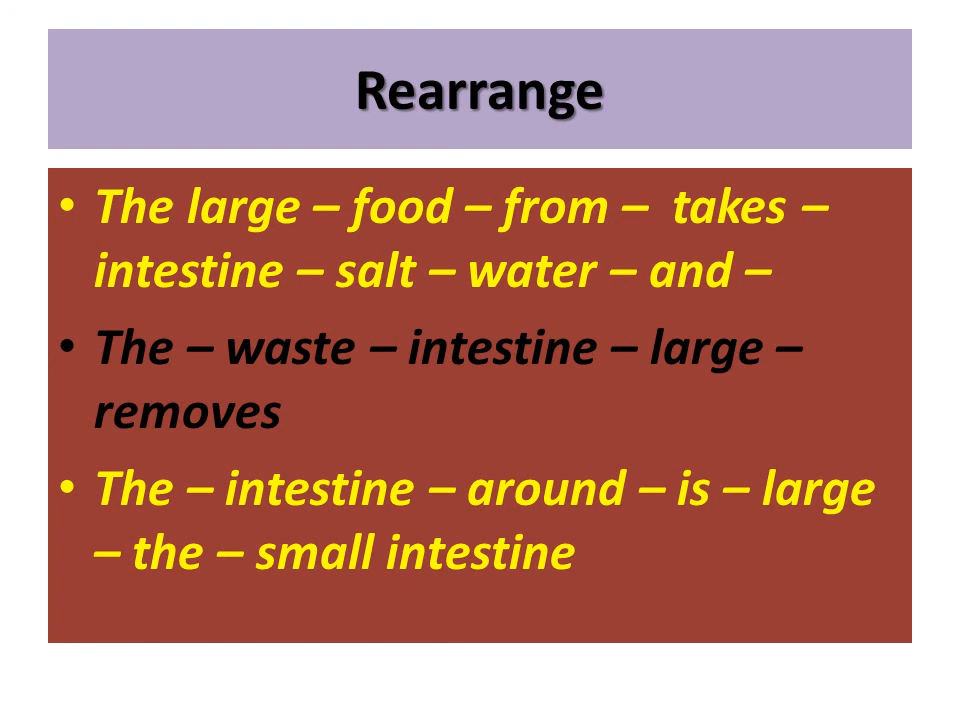 Rearrange
• The large – food – from –  takes –
intestine – salt – water – and –
• The – waste – intestine – large –
removes
• The – intestine – around – is – large
– the – small intestine